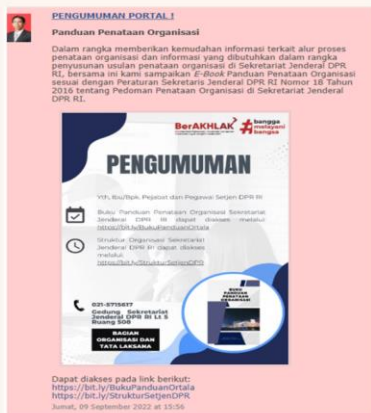 PENGUMUMAN PORTAL !
Panduan Penataan Organisasi
Dalam rangka memberikan kemudahan informasi terkait alur proses
penataan organisasi dan informasi yang dibutuhkan dalam rangka
penyusunan usulan penataan organisasi di Sekretariat Jenderal DPR
RI, bersama ini kami sampaikan E-Book Panduan Penataan Organisasi
sesuai dengan Peraturan Sekretaris Jenderal DPR RI Nomor 18 Tahun
2016 tentang Pedoman Penataan Organisasi di Sekretariat Jenderal
DPR RI.
BerAKHLAK
# bangga
melayani
bangsa
PENGUMUMAN
Yth, Ibu/Bpk. Pejabat dan Pegawai Setjen DPR RI
Buku Panduan Penataan Organisasi Sekretariat
Jenderal DPR RI dapat diakses melalui:
https://bit.ly/BukuPanduanOrtala
Struktur Organisasi Sekretariat
Jenderal DPR RI dapat diakses
melalui:
https://bit.ly/StrukturSetjenDPR
021-5715817
Gedung Sekretariat
Jenderal DPR RI Lt 5
Ruang 508
BAGIAN
ORGANISASI DAN
TATA LAKSANA
BUKU
PANDUAN
PENATAAN
ORGANISASI
Dapat diakses pada link berikut:
https://bit.ly/BukuPanduanOrtala
https://bit.ly/StrukturSetjenDPR
Jumat, 09 September 2022 at 15:56